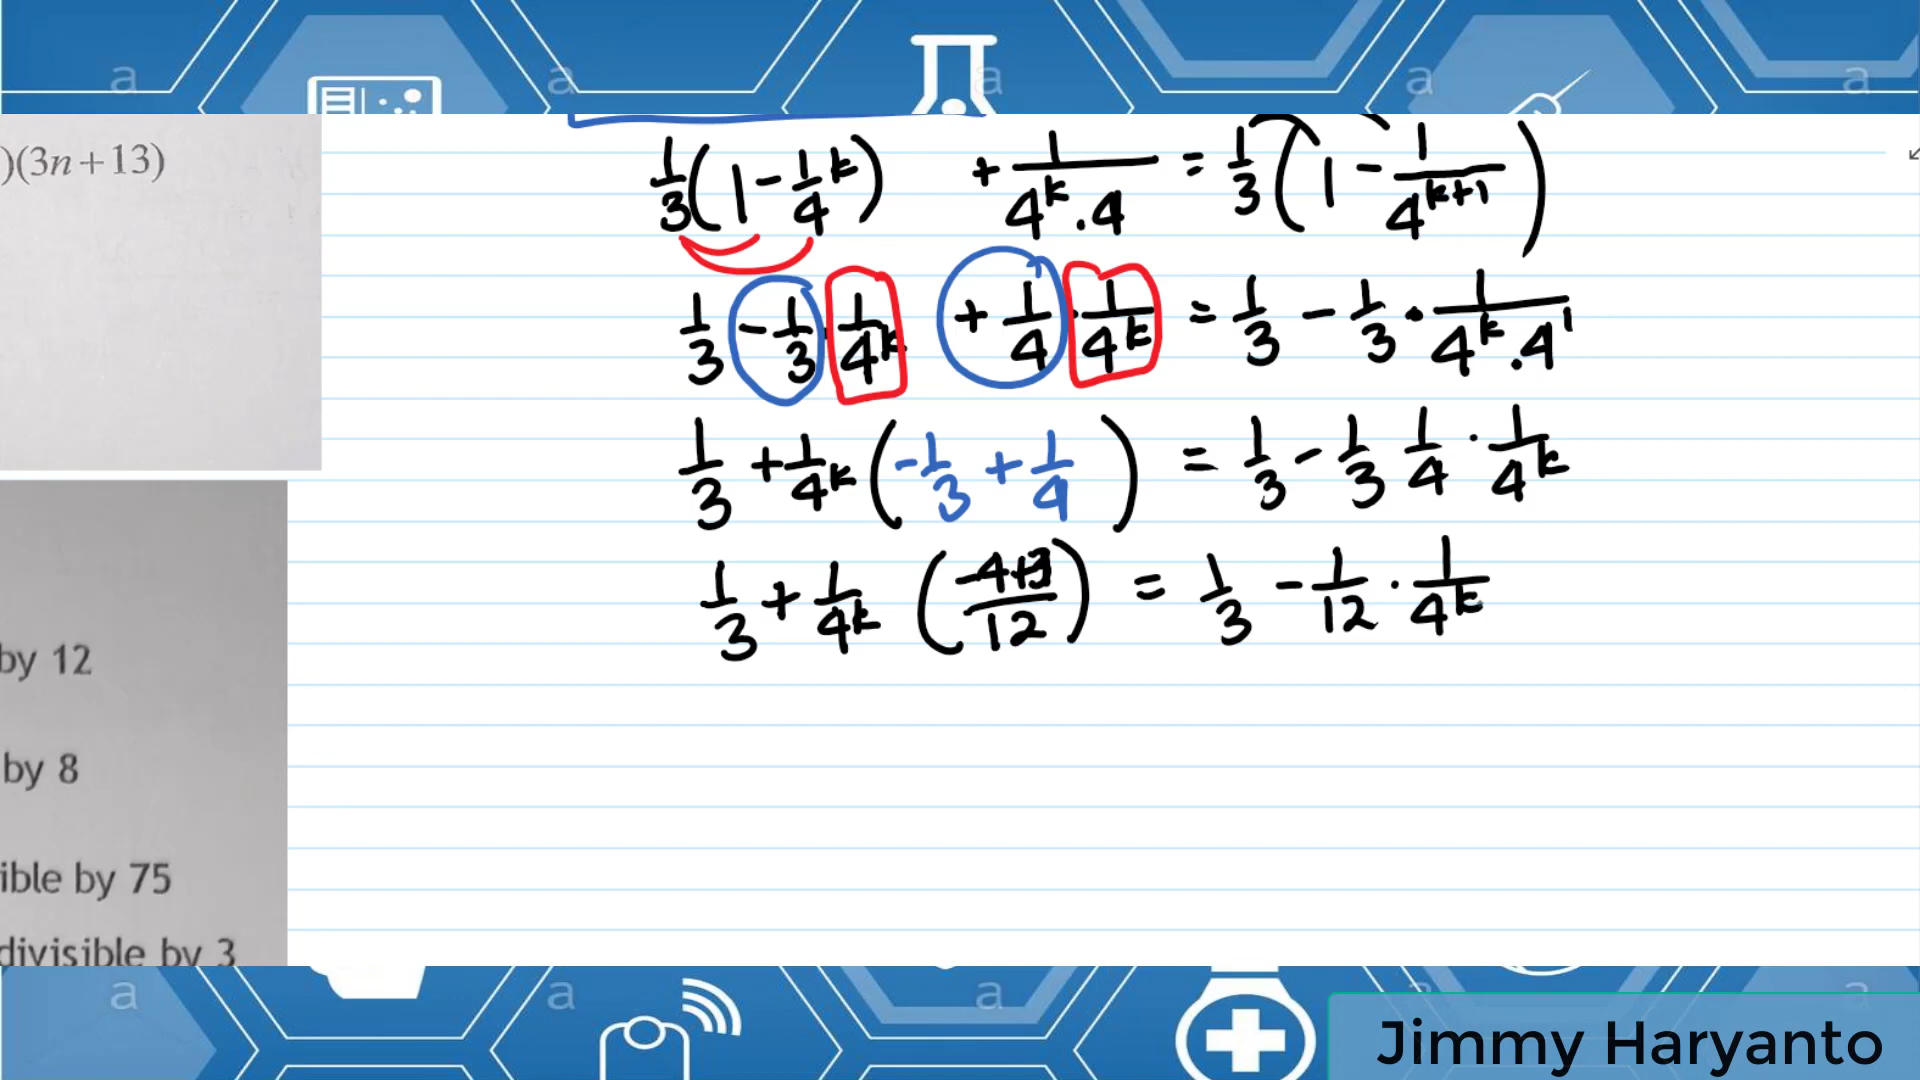 )(3n+13)
by 12
by 8
ible by 75
divisible by 3
1/3(1 - 1/4^k) + 1/(4^k . 4) = 1/3(1 - 1/4^(k+1))
1/3 - 1/3 . 1/4^k + 1/4 . 1/4^k = 1/3 - 1/3 . 1/(4^k . 4^1)
1/3 + 1/4^k (-1/3 + 1/4) = 1/3 - 1/3 1/4 . 1/4^k
1/3 + 1/4^k ((-4+3)/12) = 1/3 - 1/12 . 1/4^k
Jimmy Haryanto